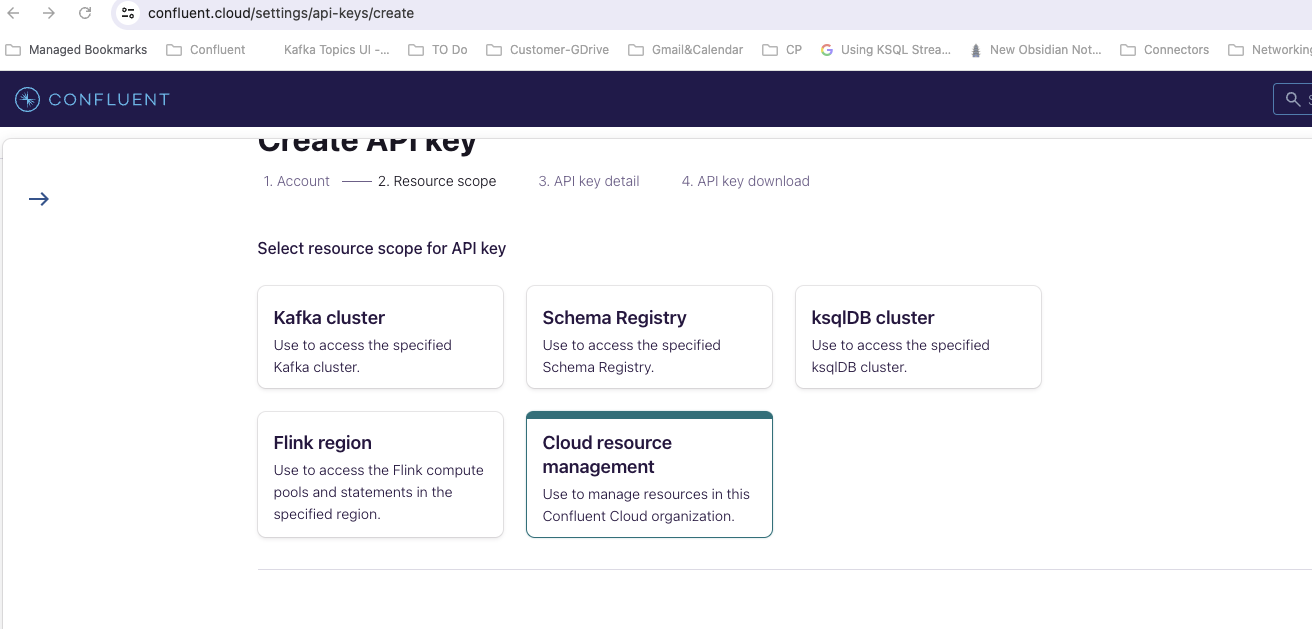 confluent.cloud/settings/api-keys/create
Managed Bookmarks Confluent Kafka Topics UI -... TO Do Customer-GDrive Gmail&Calendar CP Using KSQL Strea... New Obsidian Not... Connectors Networking
CONFLUENT
Create API key
1. Account 2. Resource scope 3. API key detail 4. API key download
Select resource scope for API key
Kafka cluster
Use to access the specified
Kafka cluster.
Schema Registry
Use to access the specified
Schema Registry.
ksqlDB cluster
Use to access the specified
ksqlDB cluster.
Flink region
Use to access the Flink compute
pools and statements in the
specified region.
Cloud resource
management
Use to manage resources in this
Confluent Cloud organization.